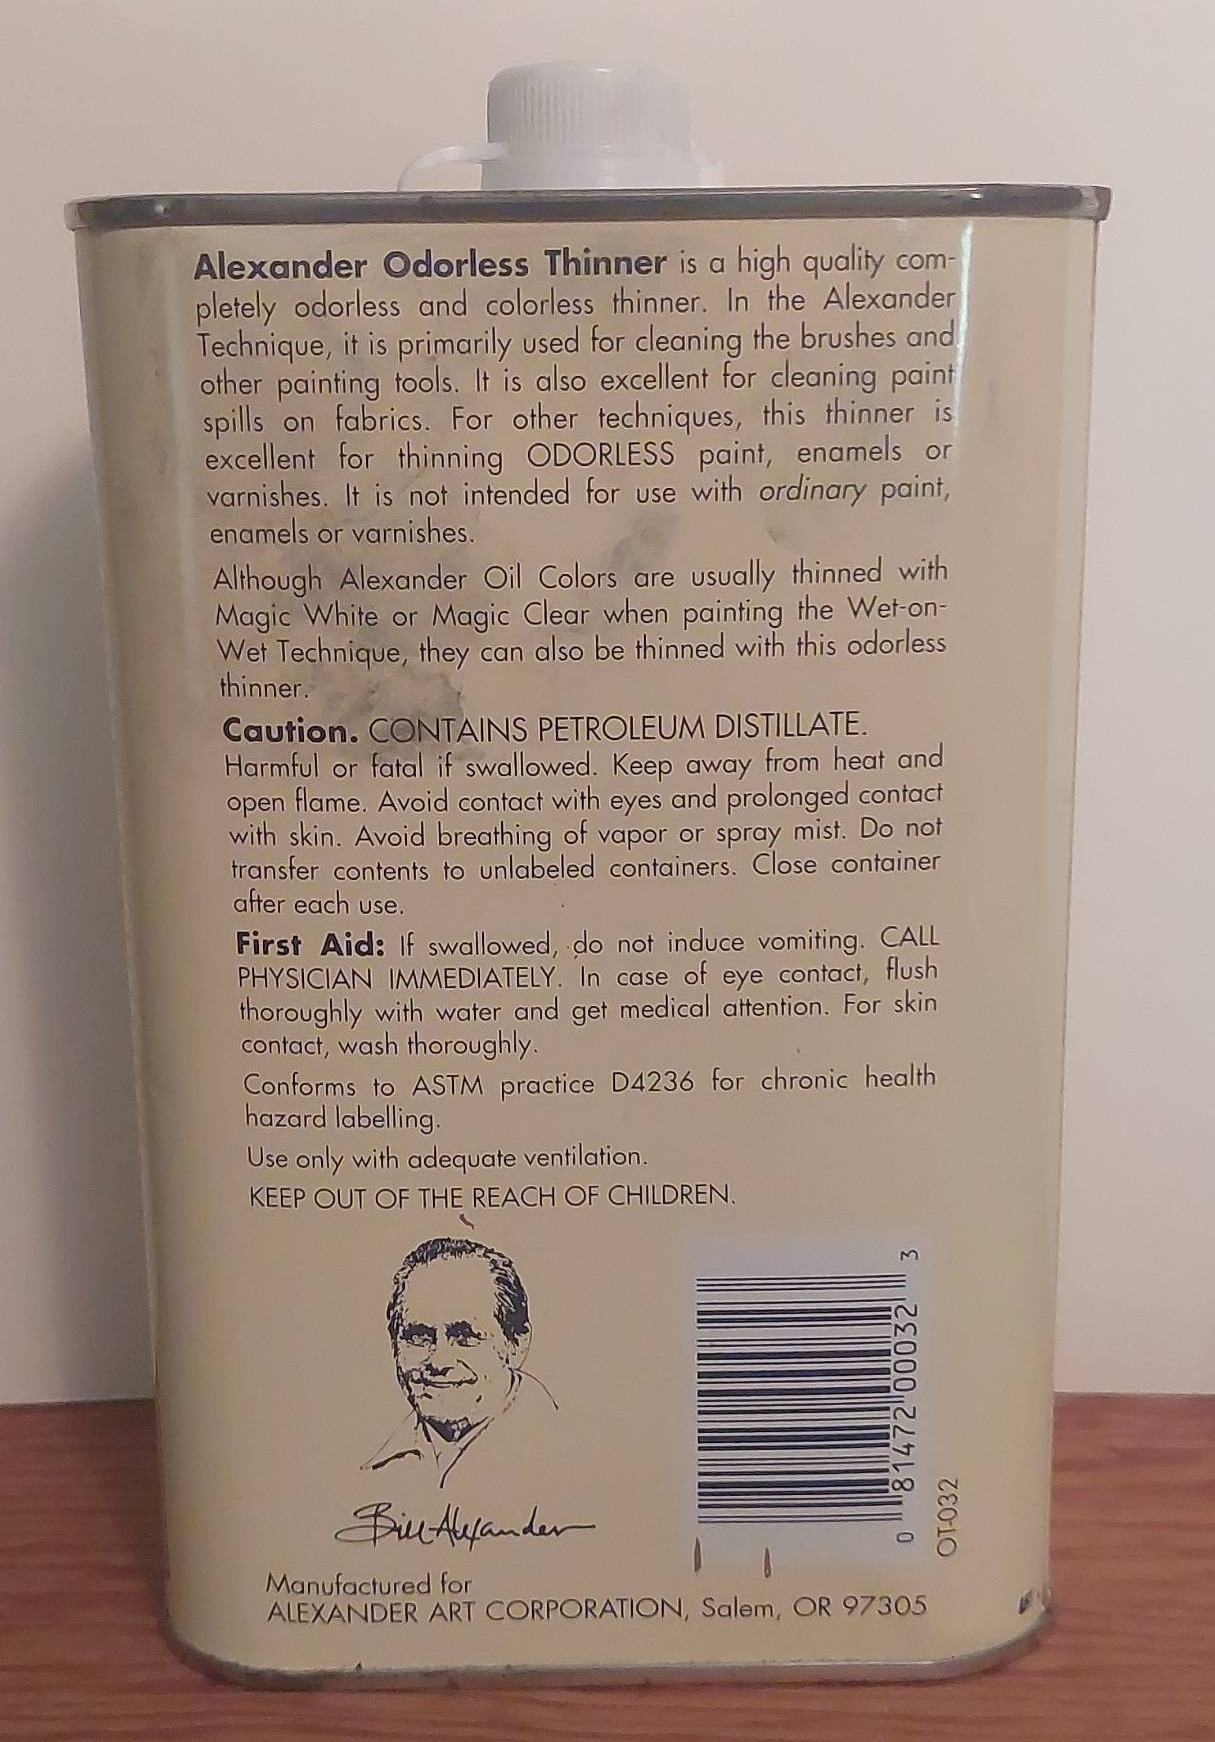 Alexander Odorless Thinner is a high quality com-
pletely odorless and colorless thinner. In the Alexander
Technique, it is primarily used for cleaning the brushes and
other painting tools. It is also excellent for cleaning paint
spills on fabrics. For other techniques, this thinner is
excellent for thinning ODORLESS paint, enamels or
varnishes. It is not intended for use with ordinary paint,
enamels or varnishes.
Although Alexander Oil Colors are usually thinned with
Magic White or Magic Clear when painting the Wet-on-
Wet Technique, they can also be thinned with this odorless
thinner.
Caution. CONTAINS PETROLEUM DISTILLATE.
Harmful or fatal if swallowed. Keep away from heat and
open flame. Avoid contact with eyes and prolonged contact
with skin. Avoid breathing of vapor or spray mist. Do not
transfer contents to unlabeled containers. Close container
after each use.
First Aid: If swallowed, do not induce vomiting. CALL
PHYSICIAN IMMEDIATELY. In case of eye contact, flush
thoroughly with water and get medical attention. For skin
contact, wash thoroughly.
Conforms to ASTM practice D4236 for chronic health
hazard labelling.
Use only with adequate ventilation.
KEEP OUT OF THE REACH OF CHILDREN.
Bill Alexander
0 81472 00032 3
OT-032
Manufactured for
ALEXANDER ART CORPORATION, Salem, OR 97305